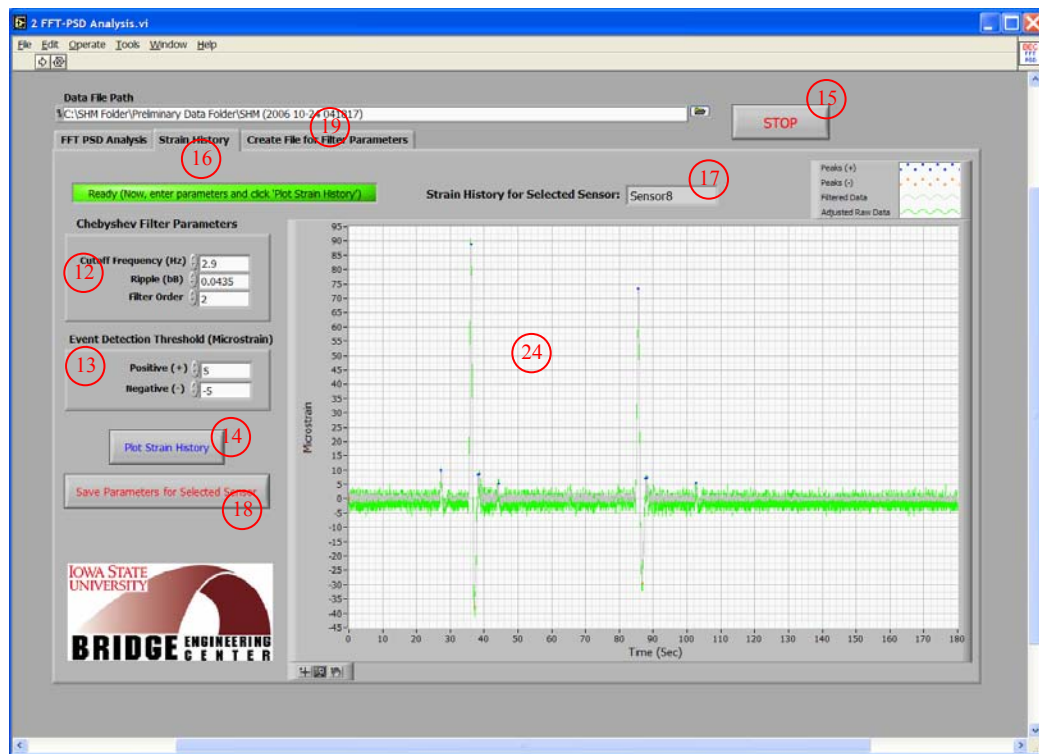 2 FFT-PSD Analysis.vi
File Edit Operate Tools Window Help
DEC
FFT
PSD
Data File Path
C:\SHM Folder\Preliminary Data Folder\SHM (2006 10-24 041817)
15
STOP
19
FFT PSD Analysis Strain History Create File for Filter Parameters
16
17
Ready (Now, enter parameters and click 'Plot Strain History')
Strain History for Selected Sensor: Sensor8
Peaks (+)
Peaks (-)
Filtered Data
Adjusted Raw Data
Chebyshev Filter Parameters
12
Cutoff Frequency (Hz) 2.9
Ripple (bB) 0.0435
Filter Order 2
Event Detection Threshold (Microstrain)
13
Positive (+) 5
Negative (-) -5
14
Plot Strain History
Save Parameters for Selected Sensor
18
24
Microstrain
95
90
85
80
75
70
65
60
55
50
45
40
35
30
25
20
15
10
5
0
-5
-10
-15
-20
-25
-30
-35
-40
-45
0 10 20 30 40 50 60 70 80 90 100 110 120 130 140 150 160 170 180
Time (Sec)
IOWA STATE
UNIVERSITY
BRIDGE ENGINEERING
CENTER